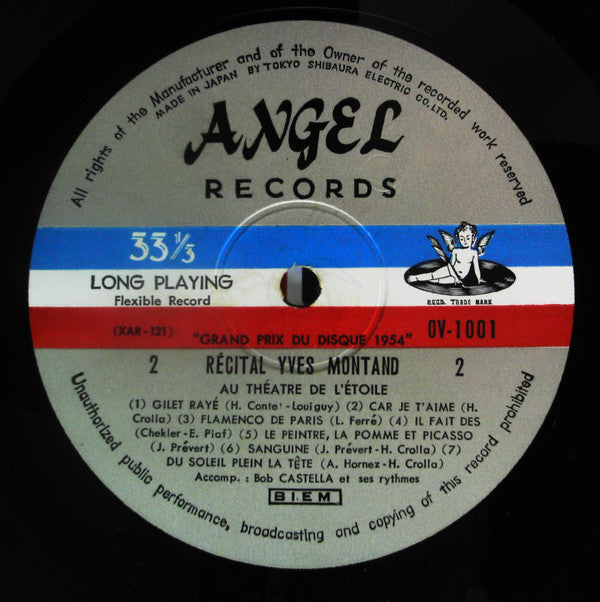 All rights of the Manufacturer and of the Owner of the recorded work reserved
MADE IN JAPAN BY TOKYO SHIBAURA ELECTRIC CO. LTD.
ANGEL
RECORDS
33 1/3
LONG PLAYING
Flexible Record
REGD. TRADE MARK
(XAR-121)
"GRAND PRIX DU DISQUE 1954"
OV-1001
2 RÉCITAL YVES MONTAND 2
AU THÉATRE DE L'ÉTOILE
(1) GILET RAYÉ (H. Conte' - Louiguy) (2) CAR JE T'AIME (H.
Crolla) (3) FLAMENCO DE PARIS (L. Ferré) (4) IL FAIT DES
(Chekler-E. Piaf) (5) LE PEINTRE, LA POMME ET PICASSO
(J. Prévert) (6) SANGUINE (J. Prévert-H. Crolla) (7)
DU SOLEIL PLEIN LA TÊTE (A. Hornez-H. Crolla)
Accomp. : Bob CASTELLA et ses rythmes
B.I.E.M
Unauthorized public performance, broadcasting and copying of this record prohibited